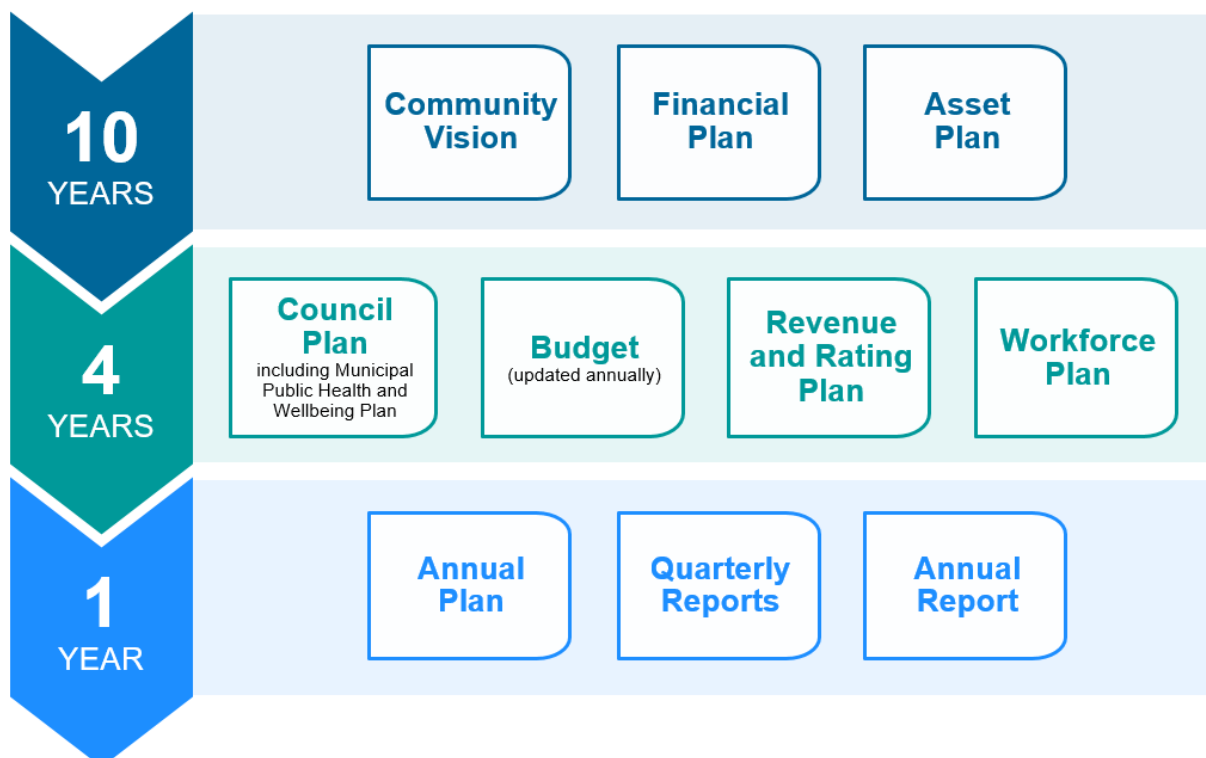 10
YEARS
Community
Vision
Financial
Plan
Asset
Plan
4
YEARS
Council
Plan
including Municipal
Public Health and
Wellbeing Plan
Budget
(updated annually)
Revenue
and Rating
Plan
Workforce
Plan
1
YEAR
Annual
Plan
Quarterly
Reports
Annual
Report